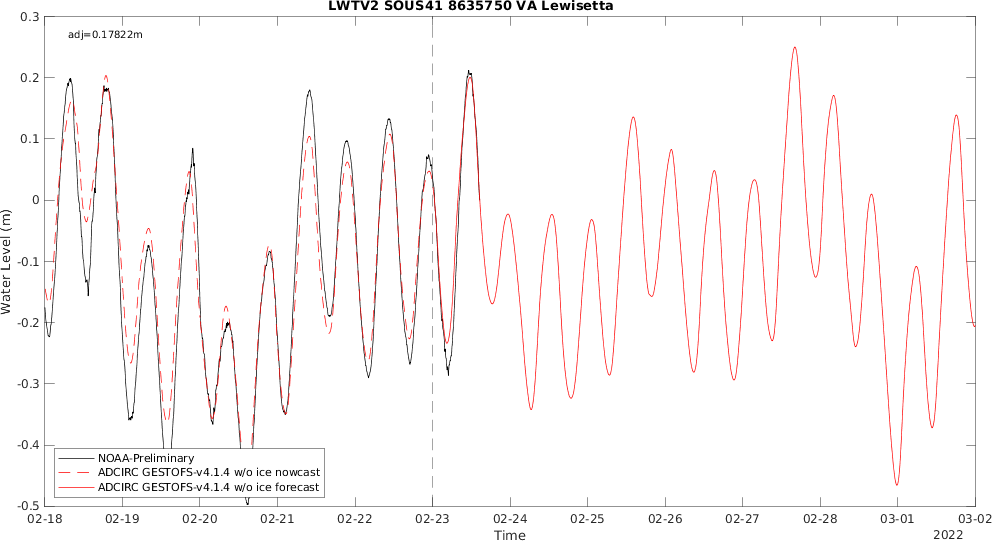 LWTV2 SOUS41 8635750 VA Lewisetta
adj=0.17822m
0.3
0.2
0.1
0
-0.1
-0.2
-0.3
-0.4
-0.5
Water Level (m)
NOAA-Preliminary
ADCIRC GESTOFS-v4.1.4 w/o ice nowcast
ADCIRC GESTOFS-v4.1.4 w/o ice forecast
02-18 02-19 02-20 02-21 02-22 02-23 02-24 02-25 02-26 02-27 02-28 03-01 03-02
Time
2022